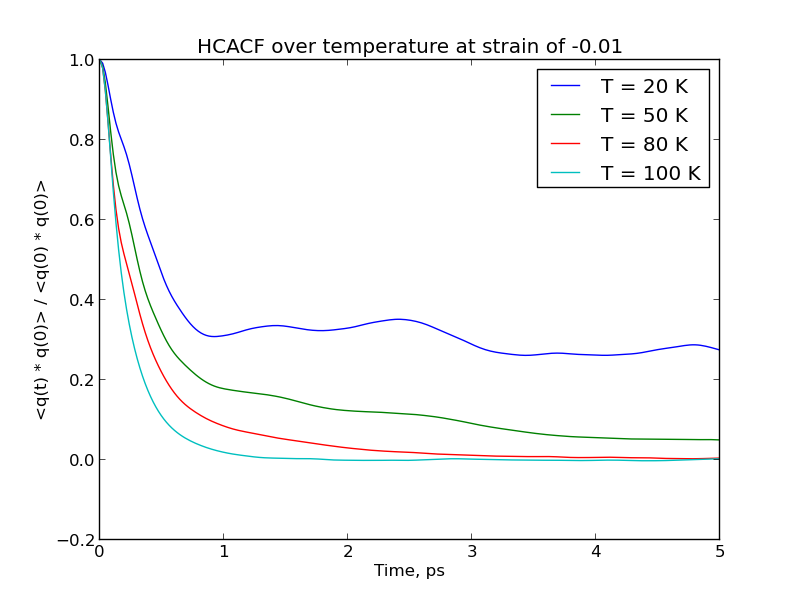 HCACF over temperature at strain of -0.01
T = 20 K
T = 50 K
T = 80 K
T = 100 K
<q(t) * q(0)> / <q(0) * q(0)>
1.0
0.8
0.6
0.4
0.2
0.0
−0.2
0 1 2 3 4 5
Time, ps